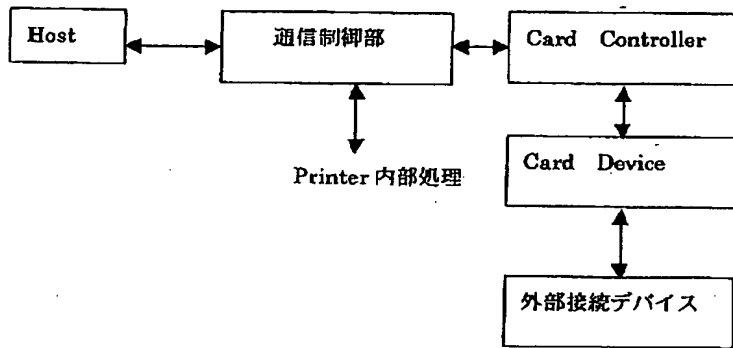 Host
通信制御部
Card Controller
Printer 内部処理
Card Device
外部接続デバイス